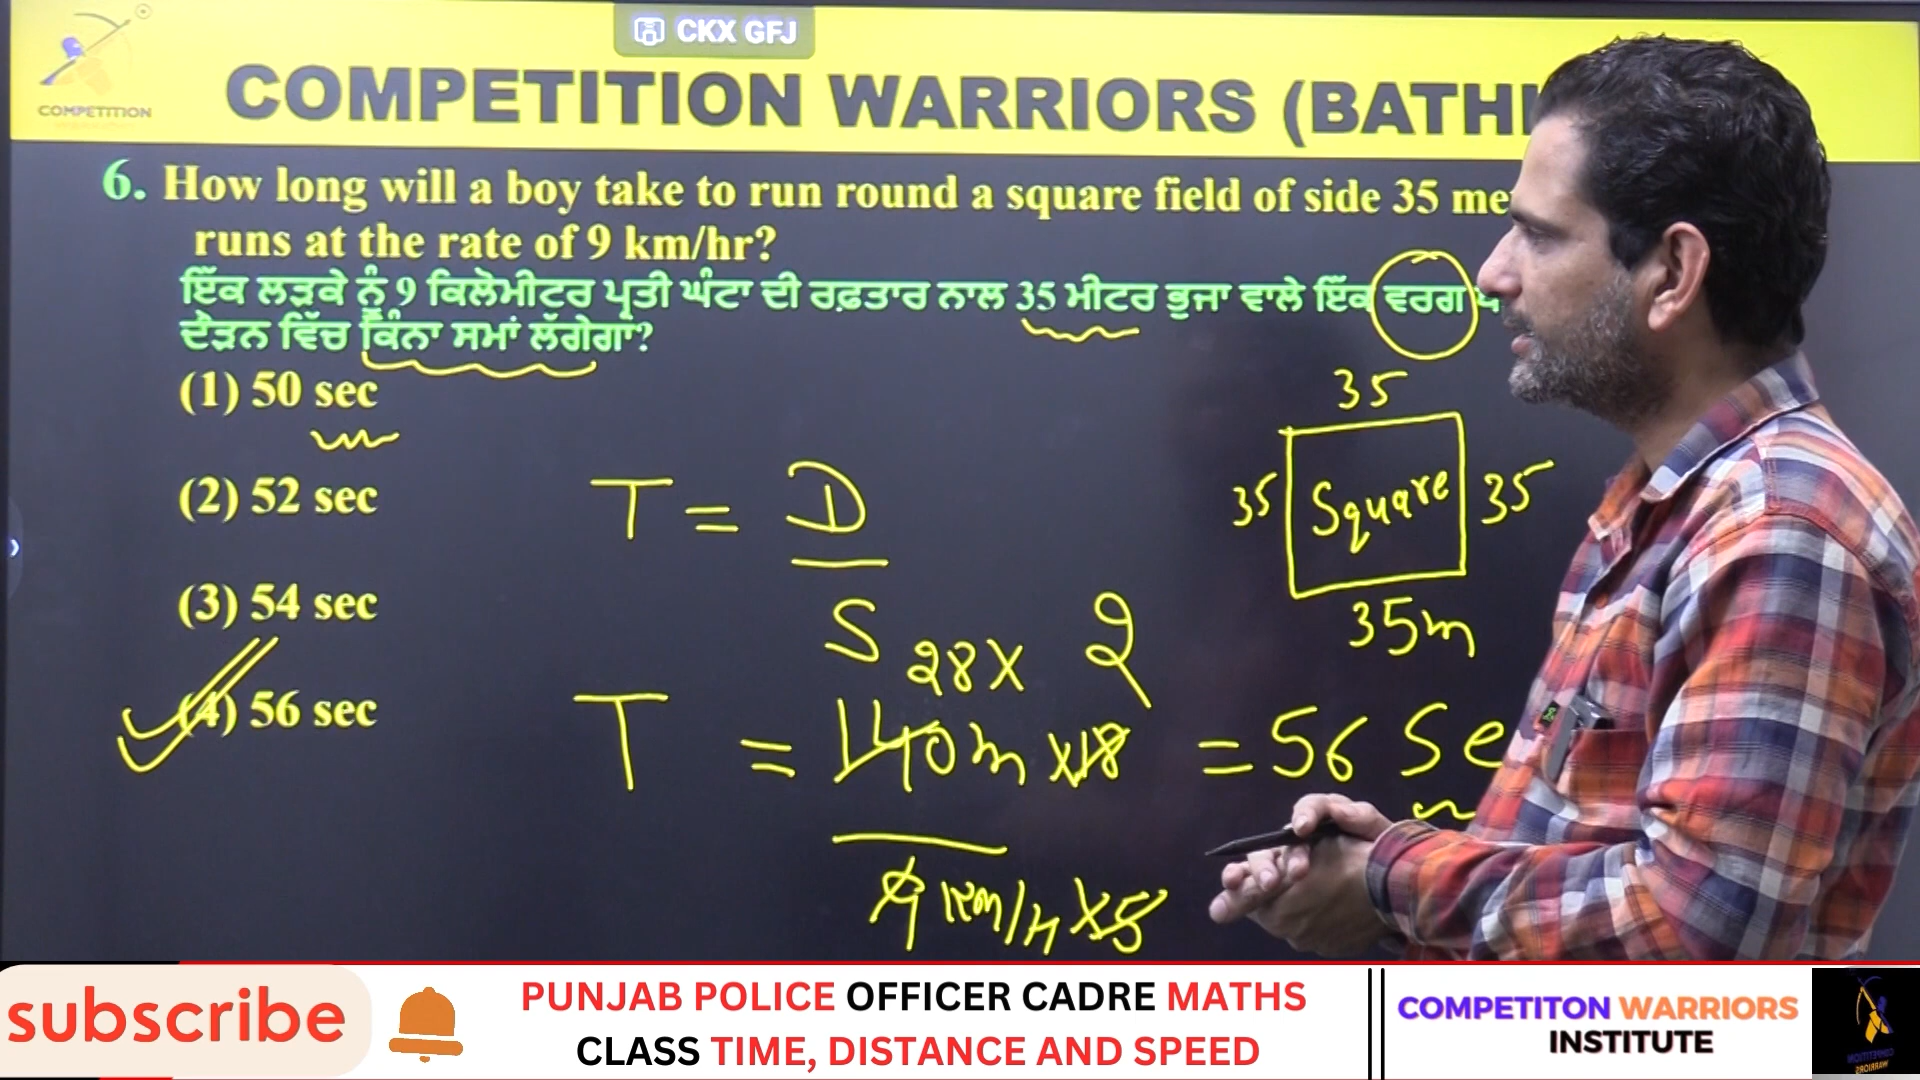 CKX GFJ
COMPETITION
COMPETITION WARRIORS (BATHI
6. How long will a boy take to run round a square field of side 35 me
runs at the rate of 9 km/hr?
ਇੱਕ ਲੜਕੇ ਨੂੰ 9 ਕਿਲੋਮੀਟਰ ਪ੍ਰਤੀ ਘੰਟਾ ਦੀ ਰਫ਼ਤਾਰ ਨਾਲ 35 ਮੀਟਰ ਭੁਜਾ ਵਾਲੇ ਇੱਕ ਵਰਗ
ਦੌੜਨ ਵਿੱਚ ਕਿੰਨਾ ਸਮਾਂ ਲੱਗੇਗਾ?
(1) 50 sec
(2) 52 sec
(3) 54 sec
(4) 56 sec
T = D
S
28 x 2
T = 140m x 18 = 56 Se
9 km/h x 5
35
35 Square 35
35m
subscribe
PUNJAB POLICE OFFICER CADRE MATHS
CLASS TIME, DISTANCE AND SPEED
COMPETITON WARRIORS
INSTITUTE